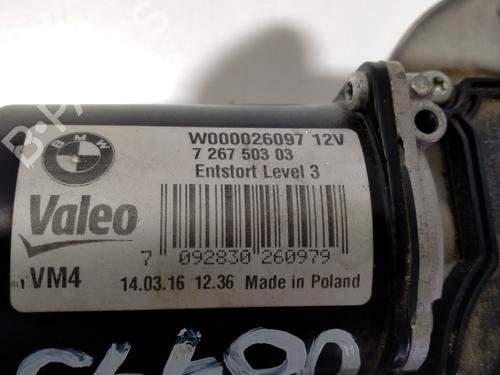 BMW
W000026097 12V
7 267 503 03
Entstort Level 3
Valeo
7 092830 260979
VM4
14.03.16 12.36 Made in Poland